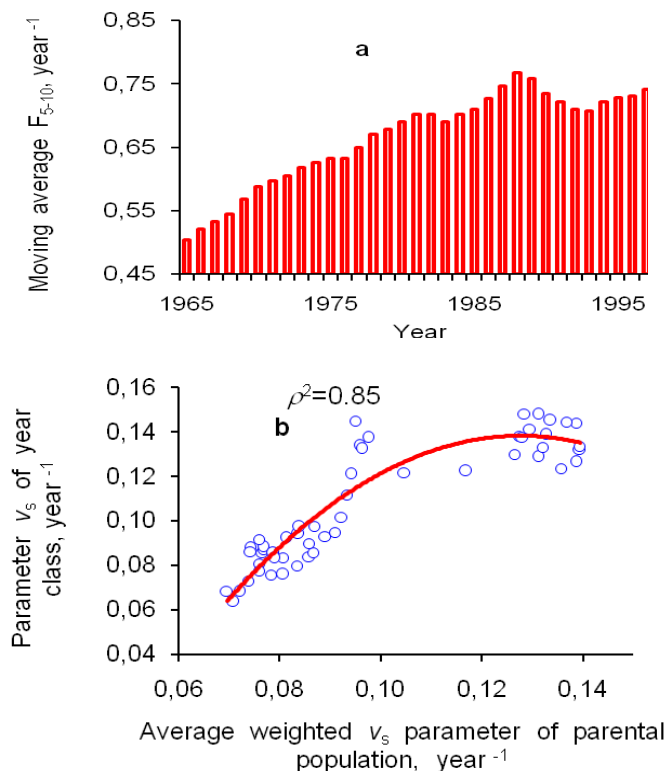 0,85
0,75
0,65
0,55
0,45
Moving average F5-10, year -1
a
1965
1975
1985
1995
Year
0,16
0,14
0,12
0,10
0,08
0,06
0,04
Parameter vs of year
class, year -1
ρ2=0.85
b
0,06
0,08
0,10
0,12
0,14
Average weighted vs parameter of parental
population, year -1